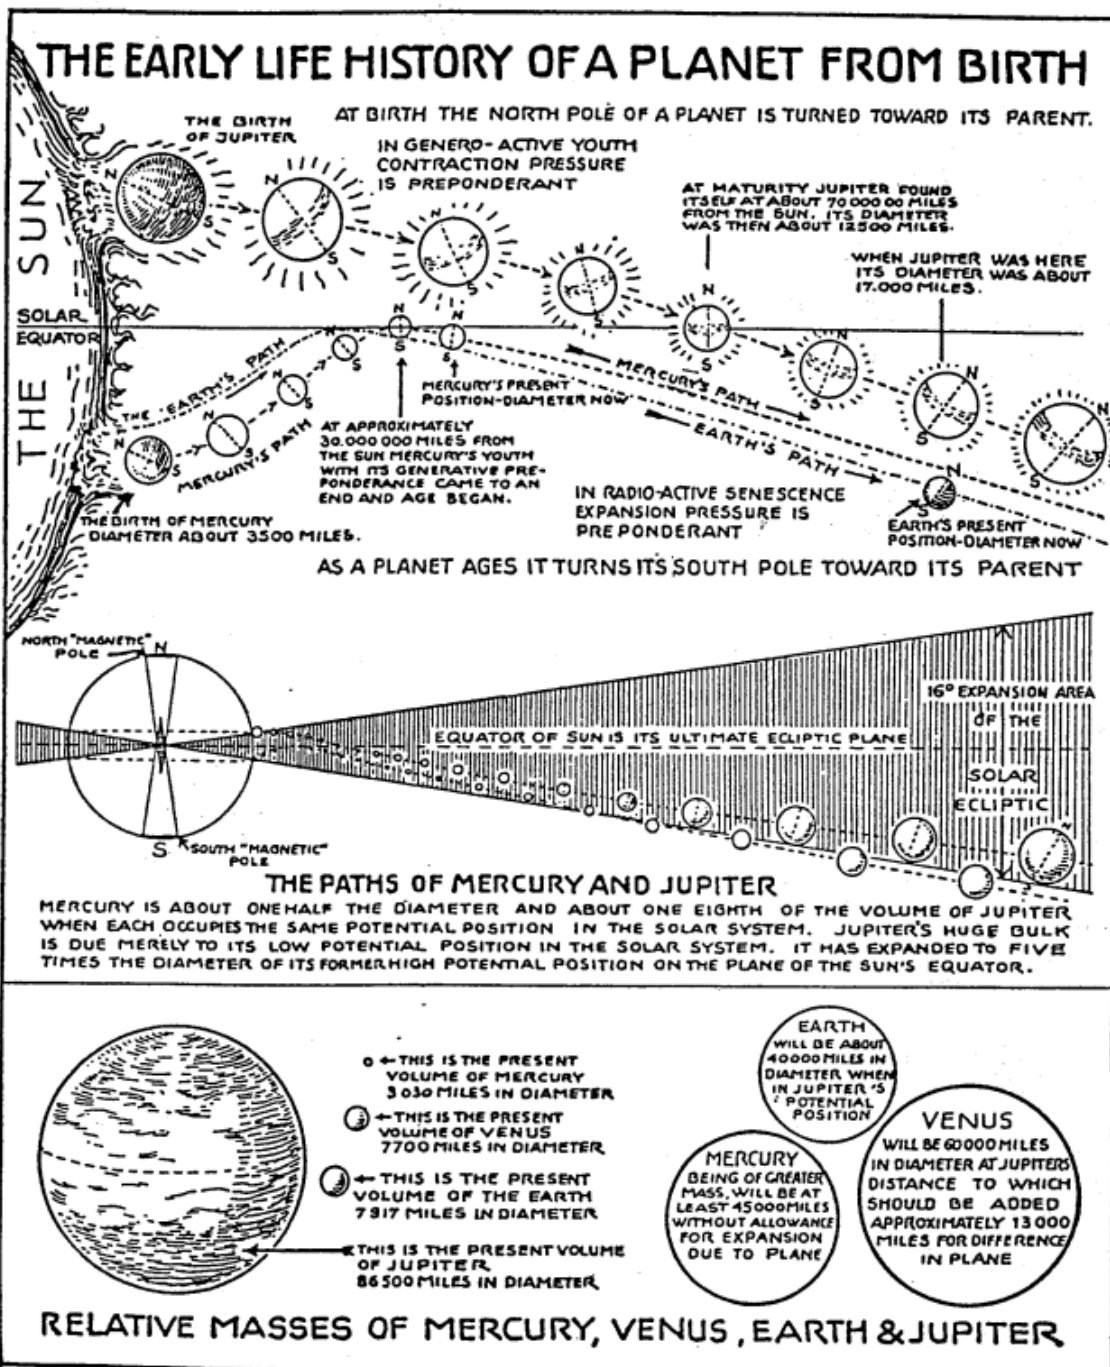 THE EARLY LIFE HISTORY OF A PLANET FROM BIRTH
AT BIRTH THE NORTH POLE OF A PLANET IS TURNED TOWARD ITS PARENT.
THE BIRTH
OF JUPITER
IN GENERO-ACTIVE YOUTH
CONTRACTION PRESSURE
IS PREPONDERANT
AT MATURITY JUPITER FOUND
ITSELF AT ABOUT 70 000 00 MILES
FROM THE SUN. ITS DIAMETER
WAS THEN ABOUT 12500 MILES.
WHEN JUPITER WAS HERE
ITS DIAMETER WAS ABOUT
17.000 MILES.
THE SUN
SOLAR
EQUATOR
N
S
N
S
N
S
N
S
N
S
N
S
N
S
N
S
THE EARTH'S PATH
MERCURY'S PATH
N
S
N
S
N
S
N
S
N
S
N
S
MERCURY'S PRESENT
POSITION-DIAMETER NOW
MERCURY'S PATH
EARTH'S PATH
AT APPROXIMATELY
30.000 000 MILES FROM
THE SUN MERCURY'S YOUTH
WITH ITS GENERATIVE PRE-
PONDERANCE CAME TO AN
END AND AGE BEGAN.
THE BIRTH OF MERCURY
DIAMETER ABOUT 3500 MILES.
IN RADIO-ACTIVE SENESCENCE
EXPANSION PRESSURE IS
PREPONDERANT
N
S
EARTH'S PRESENT
POSITION-DIAMETER NOW
AS A PLANET AGES IT TURNS ITS SOUTH POLE TOWARD ITS PARENT
NORTH "MAGNETIC"
POLE
N
S
SOUTH "MAGNETIC"
POLE
EQUATOR OF SUN IS ITS ULTIMATE ECLIPTIC PLANE
16° EXPANSION AREA
OF THE
SOLAR
ECLIPTIC
N
THE PATHS OF MERCURY AND JUPITER
MERCURY IS ABOUT ONE HALF THE DIAMETER AND ABOUT ONE EIGHTH OF THE VOLUME OF JUPITER
WHEN EACH OCCUPIES THE SAME POTENTIAL POSITION IN THE SOLAR SYSTEM. JUPITER'S HUGE BULK
IS DUE MERELY TO ITS LOW POTENTIAL POSITION IN THE SOLAR SYSTEM. IT HAS EXPANDED TO FIVE
TIMES THE DIAMETER OF ITS FORMER HIGH POTENTIAL POSITION ON THE PLANE OF THE SUN'S EQUATOR.
THIS IS THE PRESENT
VOLUME OF MERCURY
3030 MILES IN DIAMETER
THIS IS THE PRESENT
VOLUME OF VENUS
7700 MILES IN DIAMETER
THIS IS THE PRESENT
VOLUME OF THE EARTH
7917 MILES IN DIAMETER
THIS IS THE PRESENT VOLUME
OF JUPITER
86500 MILES IN DIAMETER
EARTH
WILL BE ABOUT
40000 MILES IN
DIAMETER WHEN
IN JUPITER'S
POTENTIAL
POSITION
MERCURY
BEING OF GREATER
MASS, WILL BE AT
LEAST 45000 MILES
WITHOUT ALLOWANCE
FOR EXPANSION
DUE TO PLANE
VENUS
WILL BE 60000 MILES
IN DIAMETER AT JUPITERS
DISTANCE TO WHICH
SHOULD BE ADDED
APPROXIMATELY 13000
MILES FOR DIFFERENCE
IN PLANE
RELATIVE MASSES OF MERCURY, VENUS, EARTH & JUPITER